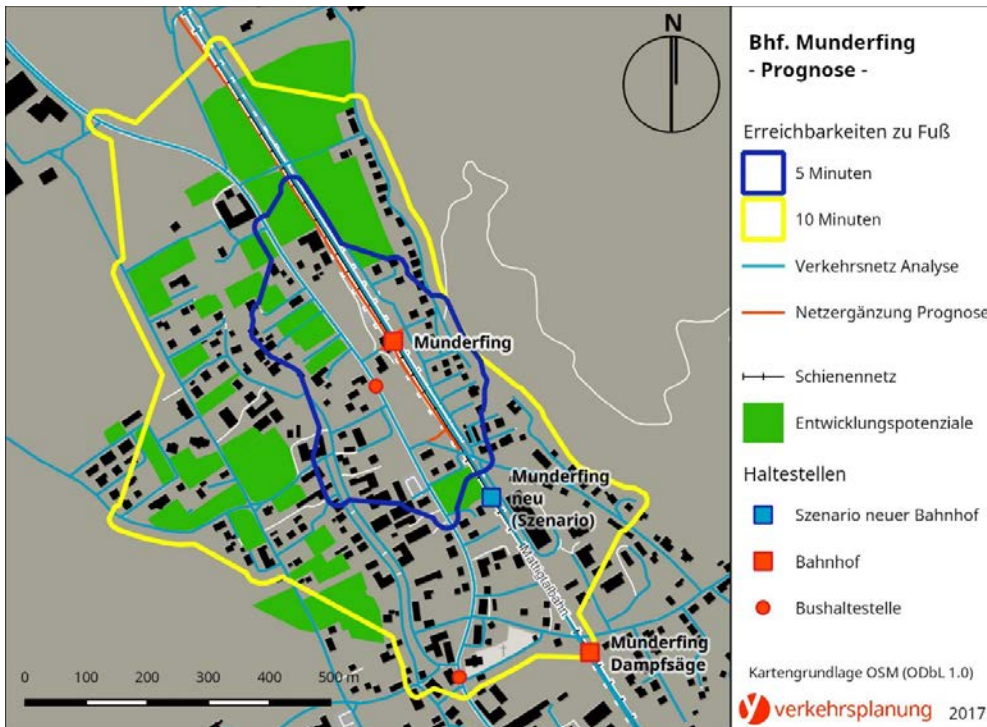 N
Munderfing
Munderfing
neu
(Szenario)
Mattigtalbahn
Munderfing
Dampfsäge
0 100 200 300 400 500 m
Bhf. Munderfing
- Prognose -
Erreichbarkeiten zu Fuß
5 Minuten
10 Minuten
Verkehrsnetz Analyse
Netzergänzung Prognose
Schienennetz
Entwicklungspotenziale
Haltestellen
Szenario neuer Bahnhof
Bahnhof
Bushaltestelle
Kartengrundlage OSM (ODbL 1.0)
y verkehrsplanung 2017